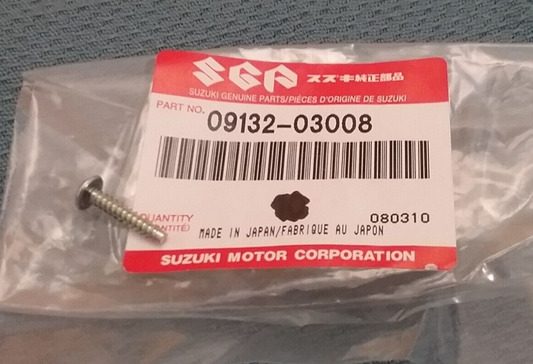 SGP スズキ純正部品
SUZUKI GENUINE PARTS/PIÈCES D'ORIGINE DE SUZUKI
PART NO. 09132-03008
QUANTITY 080310
(QUANTITÉ) MADE IN JAPAN/FABRIQUE AU JAPON
SUZUKI MOTOR CORPORATION